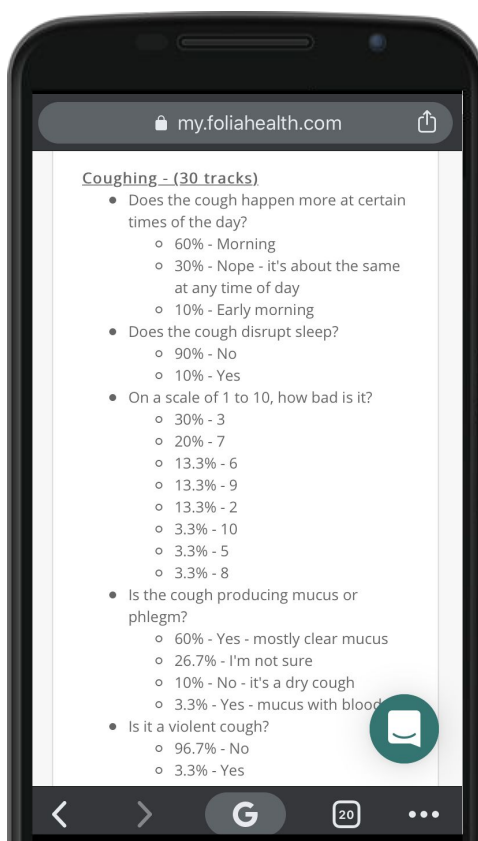 my.foliahealth.com
Coughing - (30 tracks)
• Does the cough happen more at certain
times of the day?
◦ 60% - Morning
◦ 30% - Nope - it's about the same
at any time of day
◦ 10% - Early morning
• Does the cough disrupt sleep?
◦ 90% - No
◦ 10% - Yes
• On a scale of 1 to 10, how bad is it?
◦ 30% - 3
◦ 20% - 7
◦ 13.3% - 6
◦ 13.3% - 9
◦ 13.3% - 2
◦ 3.3% - 10
◦ 3.3% - 5
◦ 3.3% - 8
• Is the cough producing mucus or
phlegm?
◦ 60% - Yes - mostly clear mucus
◦ 26.7% - I'm not sure
◦ 10% - No - it's a dry cough
◦ 3.3% - Yes - mucus with blood
• Is it a violent cough?
◦ 96.7% - No
◦ 3.3% - Yes
G
20